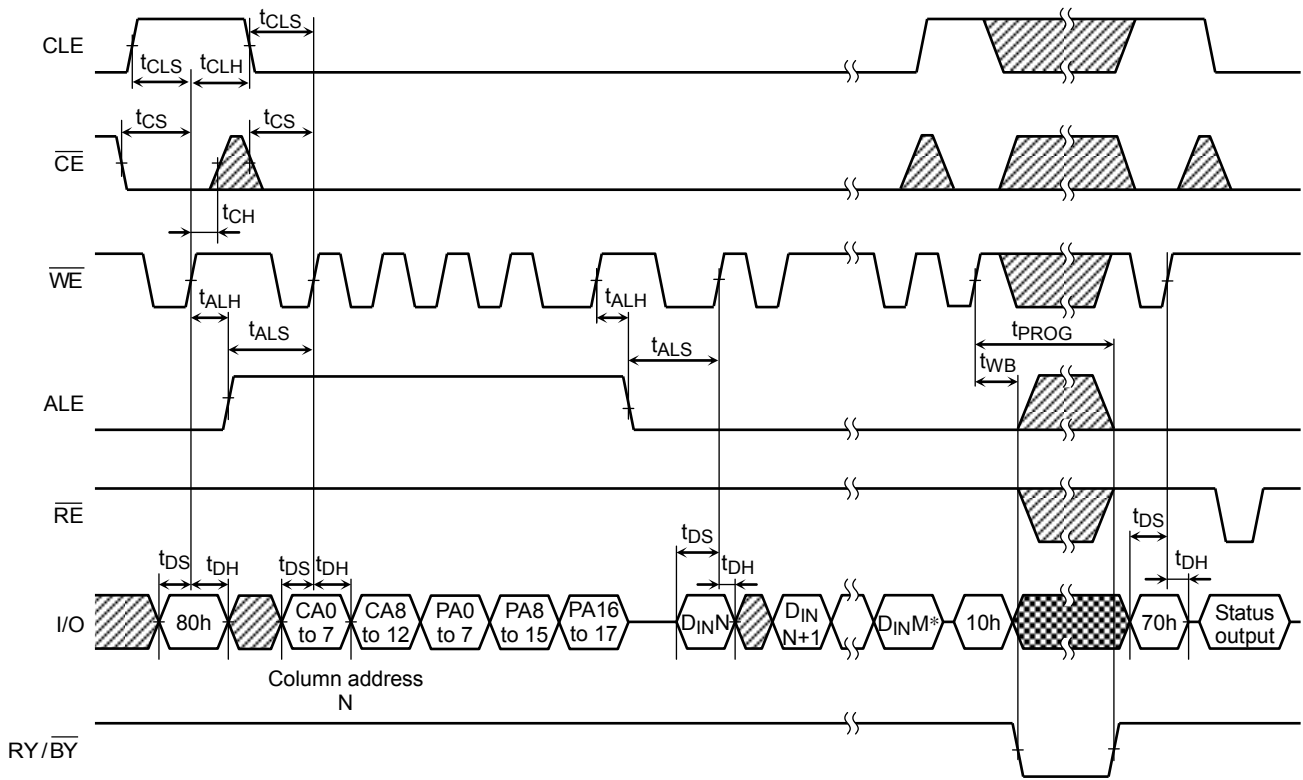 CLE
tCLS
tCLS
tCLH
CE
tCS
tCS
tCH
WE
tALH
tALS
tALH
tALS
tPROG
tWB
ALE
RE
tDS
tDH
tDS
tDH
tDS
tDH
tDS
tDH
I/O
80h
CA0 to 7
CA8 to 12
PA0 to 7
PA8 to 15
PA16 to 17
DINN
DIN N+1
DINM*
10h
70h
Status output
Column address
N
RY/BY